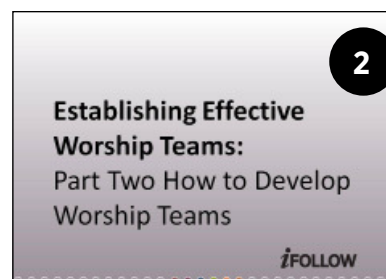 2
Establishing Effective
Worship Teams:
Part Two How to Develop
Worship Teams
iFOLLOW